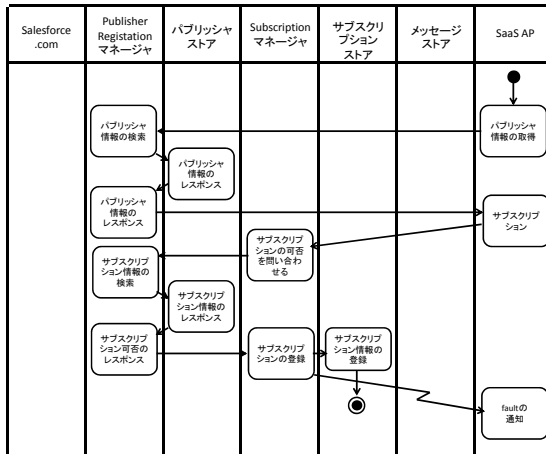 Salesforce
.com
Publisher
Registation
マネージャ
パブリッシャ
ストア
Subscription
マネージャ
サブスクリ
プション
ストア
メッセージ
ストア
SaaS AP
パブリッシャ
情報の検索
パブリッシャ
情報の取得
パブリッシャ
情報の
レスポンス
パブリッシャ
情報の
レスポンス
サブスクリプ
ション
サブスクリプ
ションの可否
を問い合わ
せる
サブスクリプ
ション情報の
検索
サブスクリプ
ション情報の
レスポンス
サブスクリプ
ション可否の
レスポンス
サブスクリプ
ションの登録
サブスクリプ
ション情報の
登録
faultの
通知